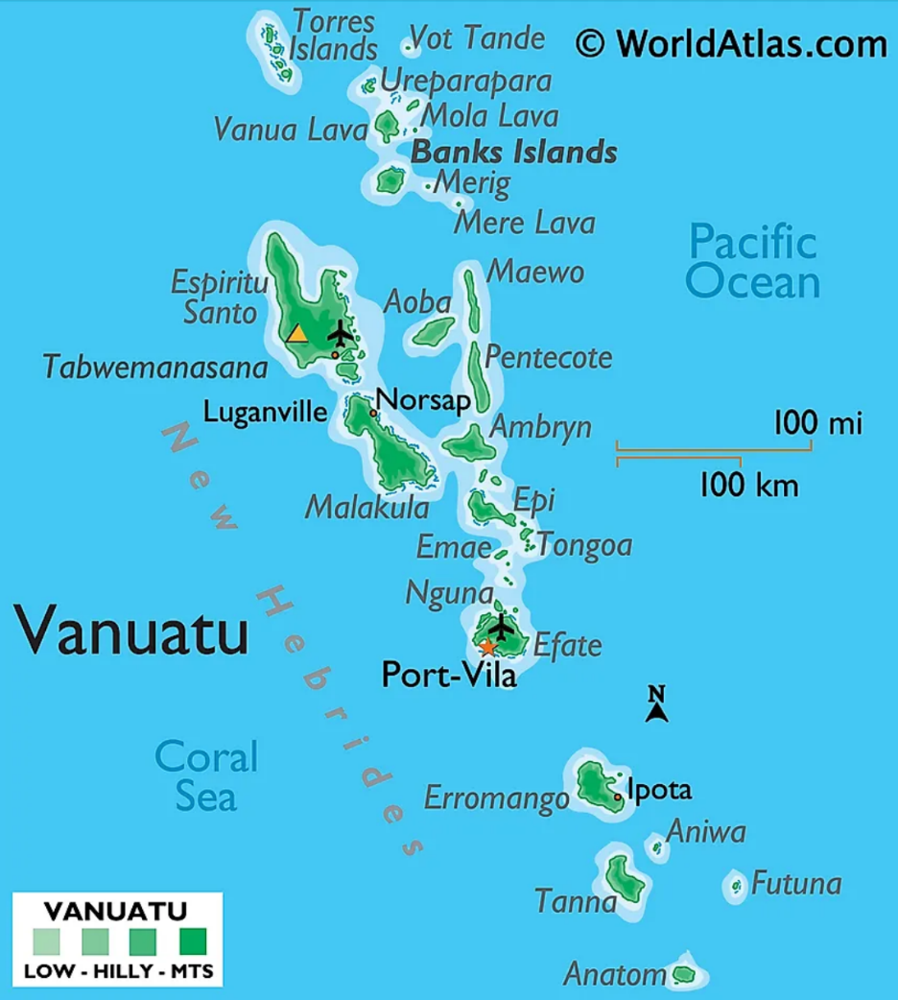 Torres
Islands
Vot Tande
© WorldAtlas.com
Ureparapara
Mola Lava
Vanua Lava
Banks Islands
Merig
Mere Lava
Pacific
Ocean
Maewo
Espiritu
Santo
Aoba
Tabwemanasana
Pentecote
Luganville
Norsap
Ambryn
100 mi
100 km
Malakula
Epi
Emae
Tongoa
Nguna
New Hebrides
Vanuatu
Efate
Port-Vila
N
Coral
Sea
Erromango
Ipota
Aniwa
Tanna
Futuna
Anatom
VANUATU
LOW - HILLY - MTS